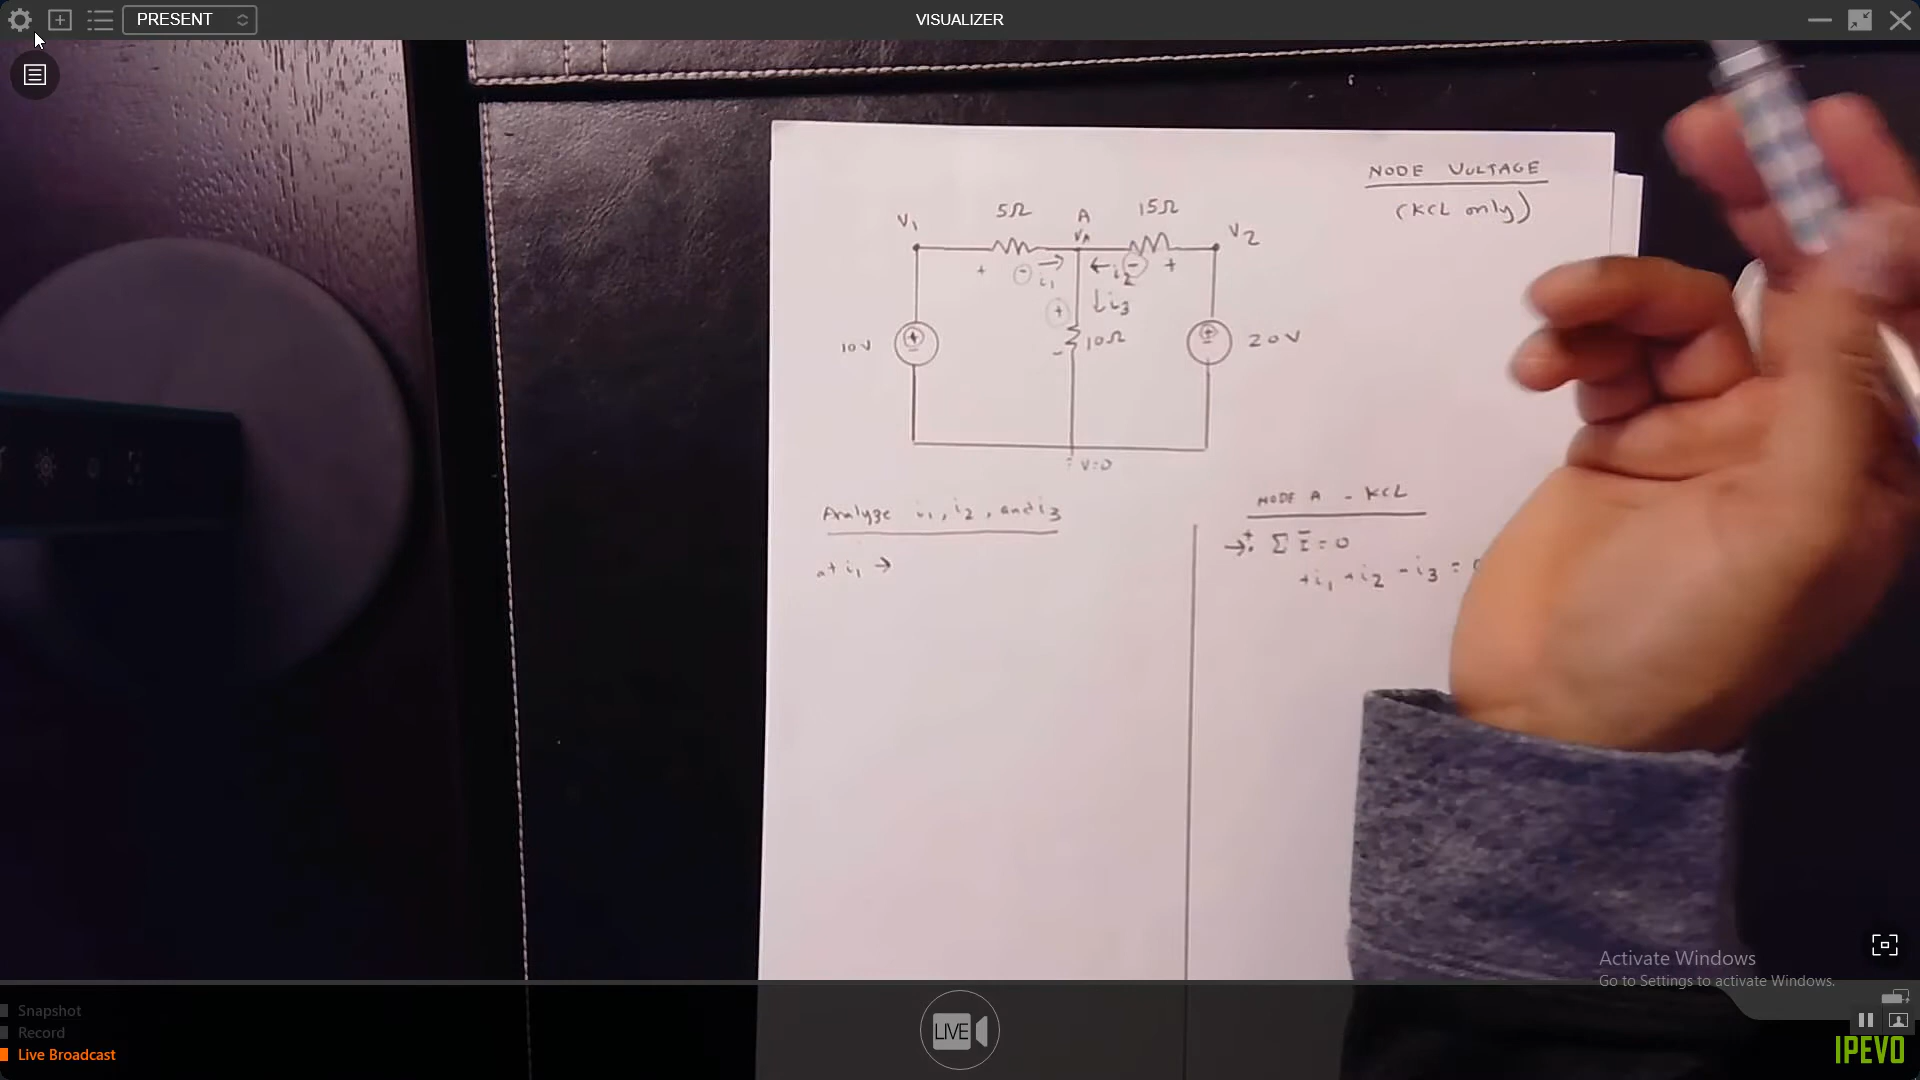 PRESENT
VISUALIZER
NODE VOLTAGE
(KCL only)
V1 5Ω A 15Ω V2
VA
+ - i1 i2 - +
+ i3
10V + - - 10Ω + - 20V
V=0
Analyze i1, i2, and i3
at i1 →
NODE A - KCL
→+: Σ i = 0
+i1 +i2 -i3 =
Activate Windows
Go to Settings to activate Windows.
Snapshot
Record
Live Broadcast
LIVE
IPEVO